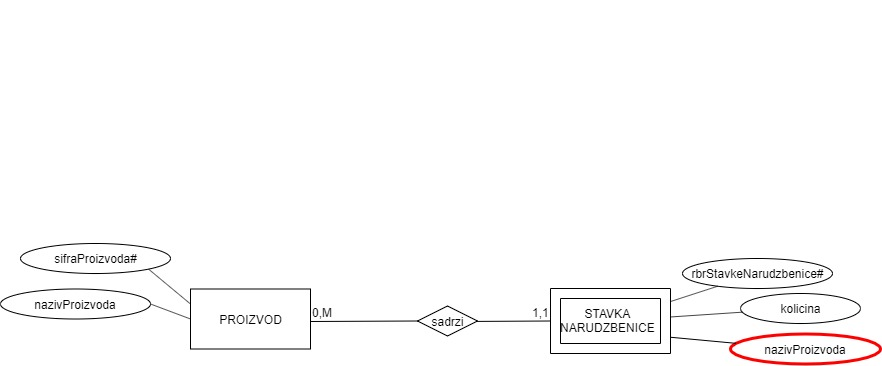 sifraProizvoda#
nazivProizvoda
PROIZVOD
0,M
sadrzi
1,1
STAVKA
NARUDZBENICE
rbrStavkeNarudzbenice#
kolicina
nazivProizvoda